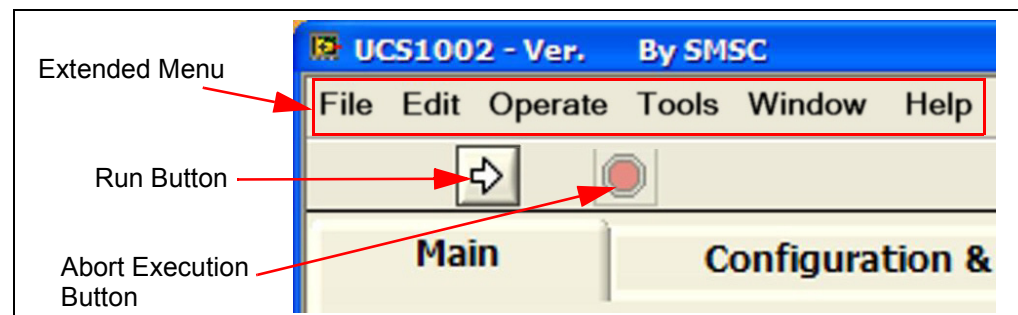 UCS1002 - Ver. By SMSC
Extended Menu
File Edit Operate Tools Window Help
Run Button
Main
Configuration &
Abort Execution
Button